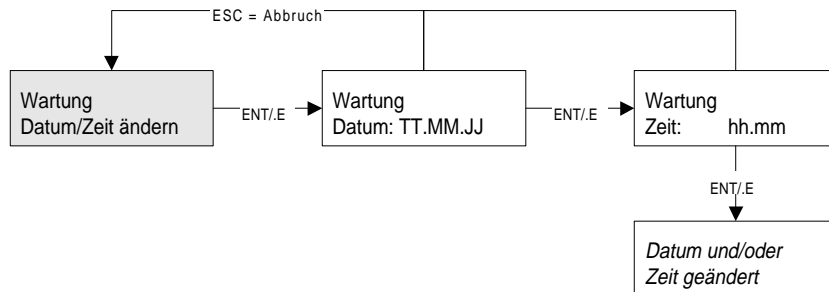 ESC = Abbruch
Wartung
Datum/Zeit ändern
ENT/.E
Wartung
Datum: TT.MM.JJ
ENT/.E
Wartung
Zeit: hh.mm
ENT/.E
Datum und/oder
Zeit geändert